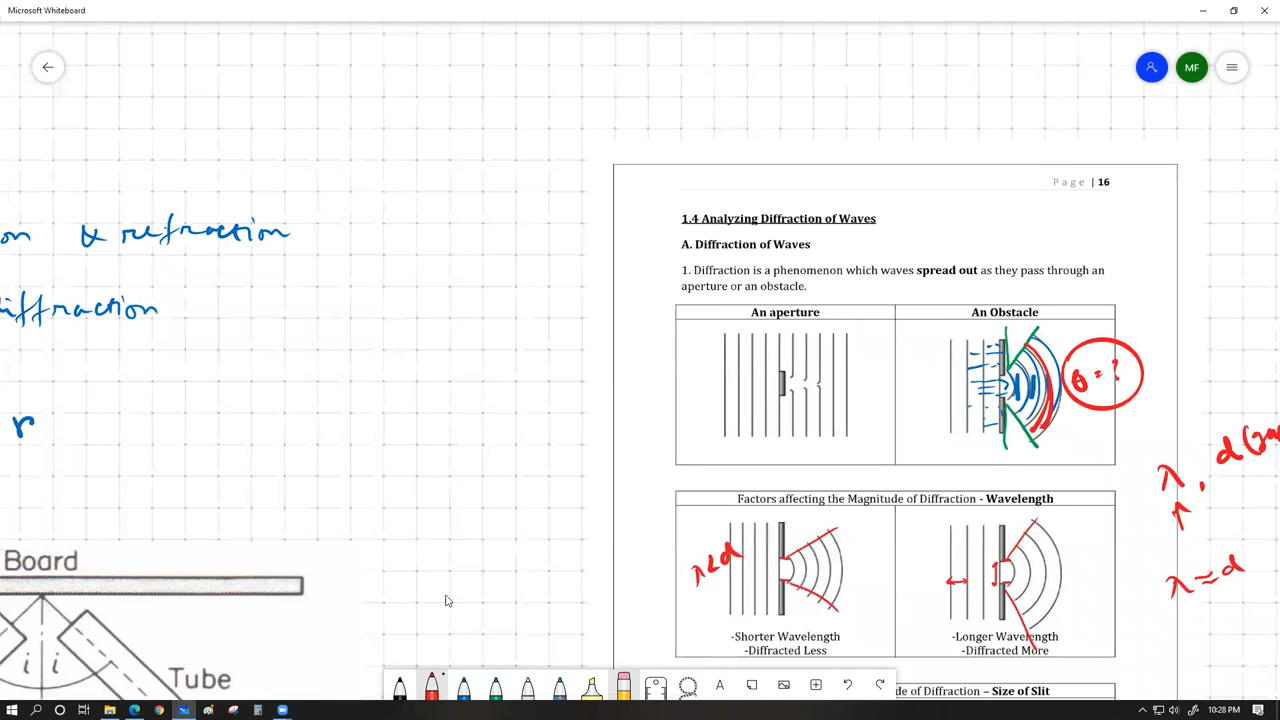 Microsoft Whiteboard
MF
on & refraction
diffraction
r
Board
i i
Tube
Page | 16
1.4 Analyzing Diffraction of Waves
A. Diffraction of Waves
1. Diffraction is a phenomenon which waves spread out as they pass through an
aperture or an obstacle.
An aperture An Obstacle
θ = ?
λ, d
λ ≈ d
Factors affecting the Magnitude of Diffraction - Wavelength
λ<d
-Shorter Wavelength
-Diffracted Less
-Longer Wavelength
-Diffracted More
de of Diffraction – Size of Slit
A
10:28 PM